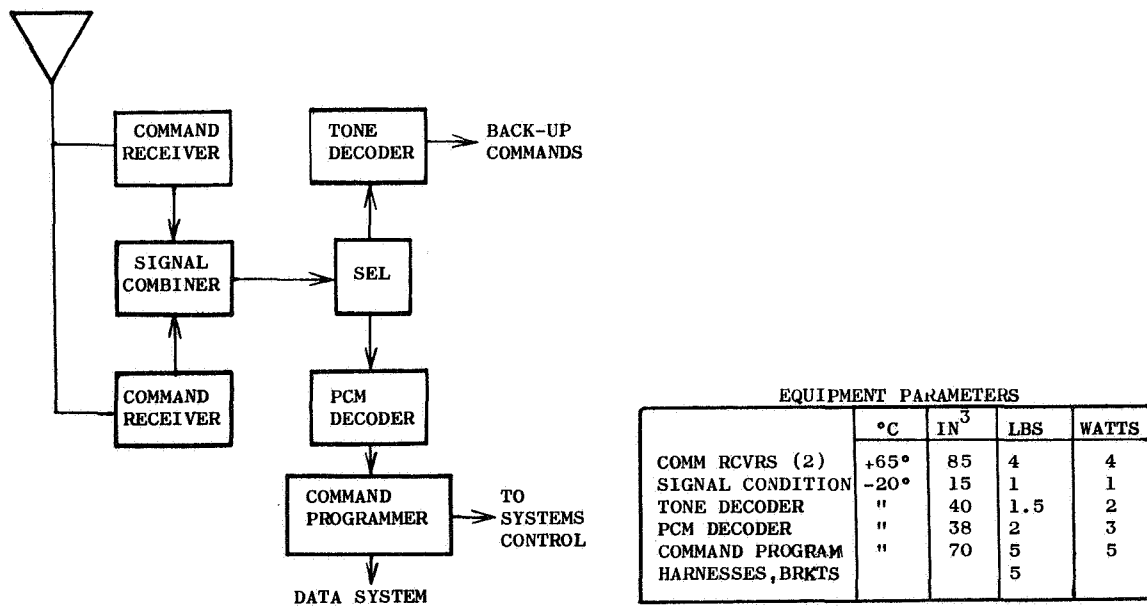 COMMAND
RECEIVER
TONE
DECODER
BACK-UP
COMMANDS
SIGNAL
COMBINER
SEL
COMMAND
RECEIVER
PCM
DECODER
COMMAND
PROGRAMMER
TO
SYSTEMS
CONTROL
DATA SYSTEM
EQUIPMENT PARAMETERS
°C IN3 LBS WATTS
COMM RCVRS (2) +65° 85 4 4
SIGNAL CONDITION -20° 15 1 1
TONE DECODER " 40 1.5 2
PCM DECODER " 38 2 3
COMMAND PROGRAM " 70 5 5
HARNESSES,BRKTS 5